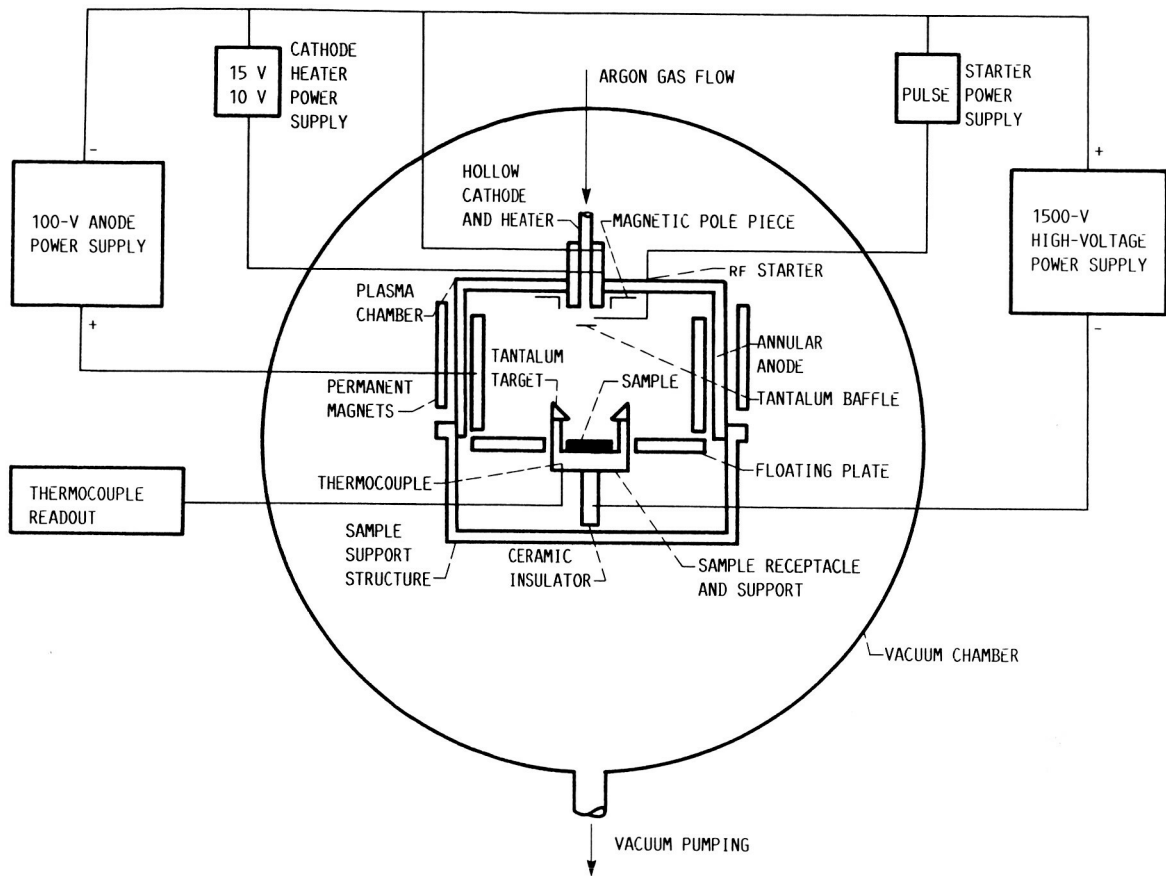 CATHODE
HEATER
POWER
SUPPLY
15 V
10 V
ARGON GAS FLOW
PULSE
STARTER
POWER
SUPPLY
-
+
100-V ANODE
POWER SUPPLY
+
HOLLOW
CATHODE
AND HEATER
MAGNETIC POLE PIECE
1500-V
HIGH-VOLTAGE
POWER SUPPLY
-
RF STARTER
PLASMA
CHAMBER
ANNULAR
ANODE
TANTALUM
TARGET
SAMPLE
PERMANENT
MAGNETS
TANTALUM BAFFLE
FLOATING PLATE
THERMOCOUPLE
THERMOCOUPLE
READOUT
SAMPLE
SUPPORT
STRUCTURE
CERAMIC
INSULATOR
SAMPLE RECEPTACLE
AND SUPPORT
VACUUM CHAMBER
VACUUM PUMPING